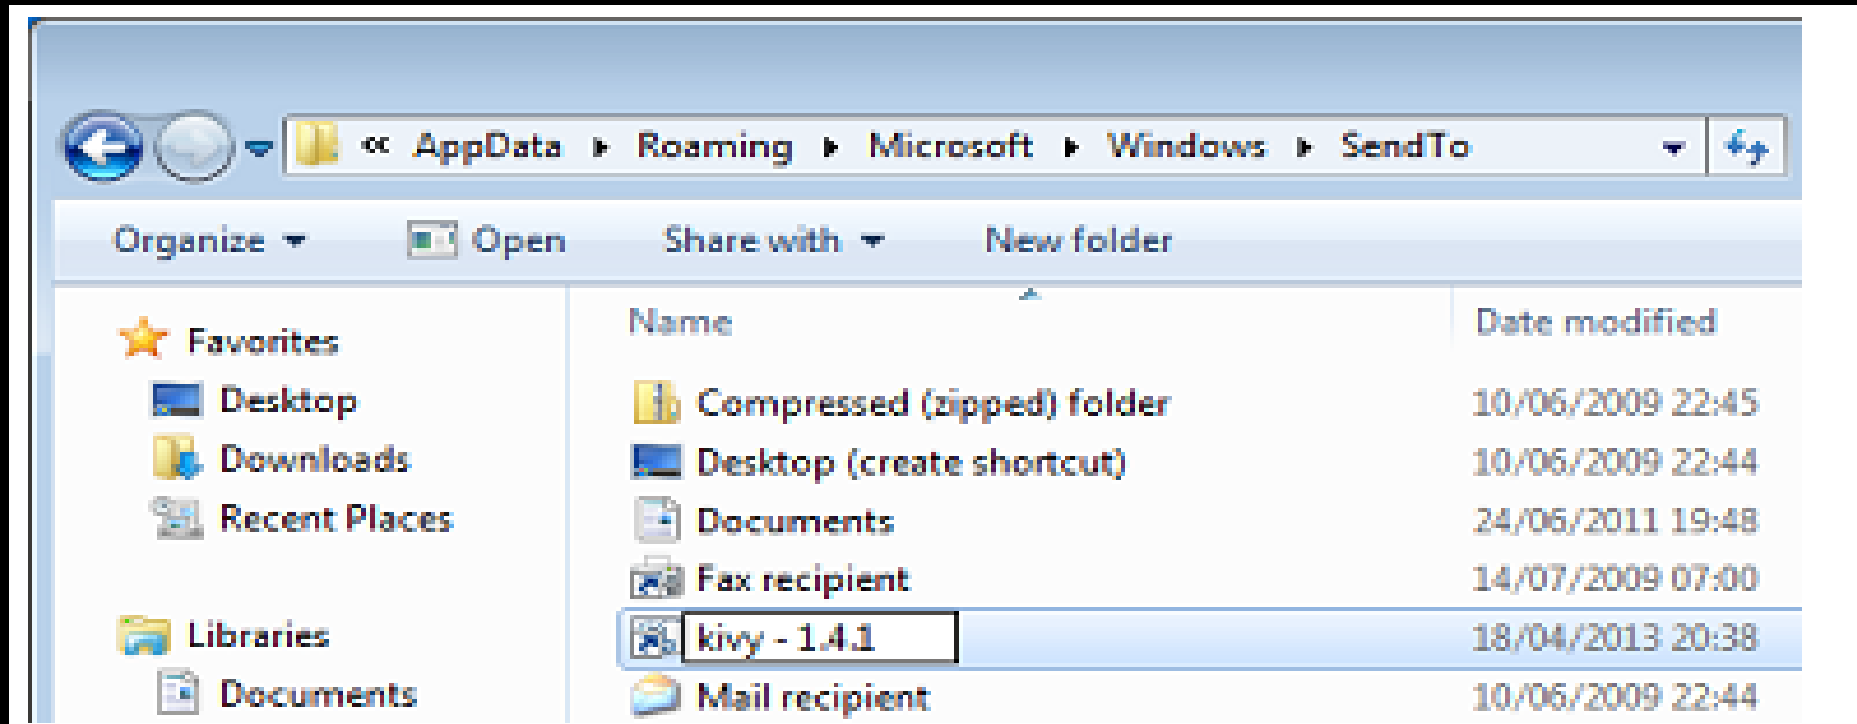 « AppData Roaming Microsoft Windows SendTo
Organize Open Share with New folder
Name Date modified
Favorites
Desktop
Downloads
Recent Places
Libraries
Documents
Compressed (zipped) folder 10/06/2009 22:45
Desktop (create shortcut) 10/06/2009 22:44
Documents 24/06/2011 19:48
Fax recipient 14/07/2009 07:00
kivy - 1.4.1 18/04/2013 20:38
Mail recipient 10/06/2009 22:44